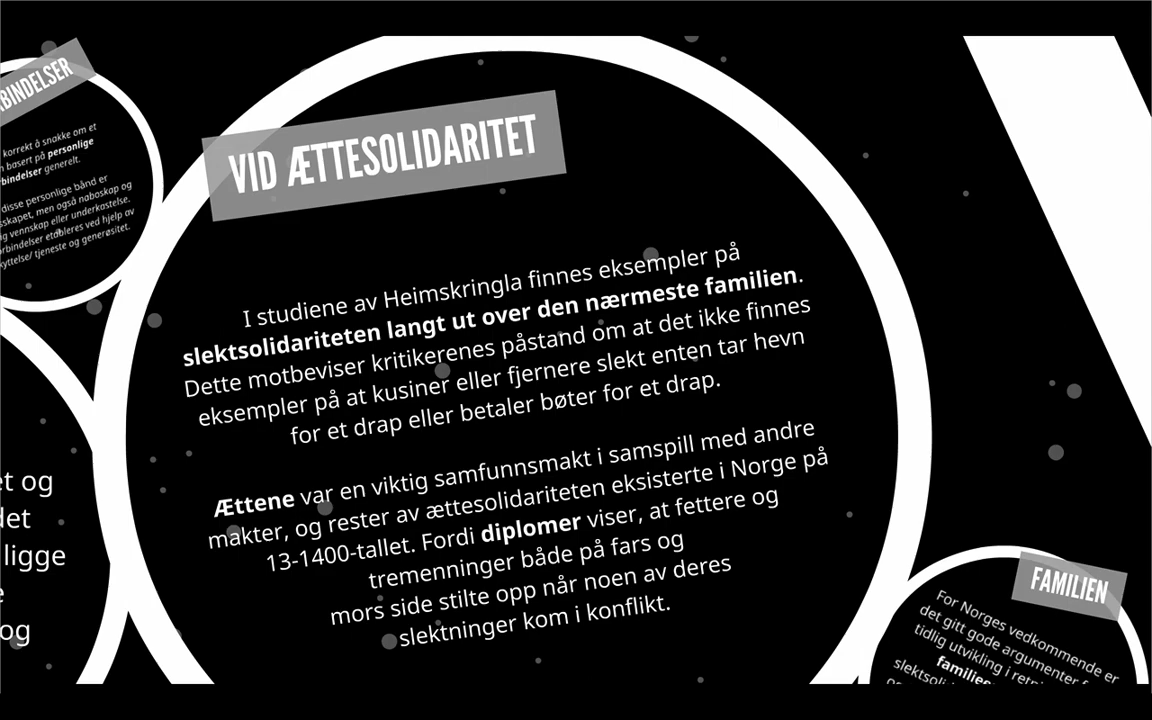 BINDELSER
korrekt å snakke om et
basert på personlige
bindelser generelt.
disse personlige bånd er
skapet, men også naboskap og
ig vennskap eller underkastelse.
rbindelser etableres ved hjelp av
kyttelse/ tjeneste og generøsitet.
VID ÆTTESOLIDARITET
I studiene av Heimskringla finnes eksempler på
slektsolidariteten langt ut over den nærmeste familien.
Dette motbeviser kritikerenes påstand om at det ikke finnes
eksempler på at kusiner eller fjernere slekt enten tar hevn
for et drap eller betaler bøter for et drap.
Ættene var en viktig samfunnsmakt i samspill med andre
makter, og rester av ættesolidariteten eksisterte i Norge på
13-1400-tallet. Fordi diplomer viser, at fettere og
tremenninger både på fars og
mors side stilte opp når noen av deres
slektninger kom i konflikt.
et og
det
ligge
e
og
FAMILIEN
For Norges vedkommende er
det gitt gode argumenter
tidlig utvikling i retn
familien
slektsoli